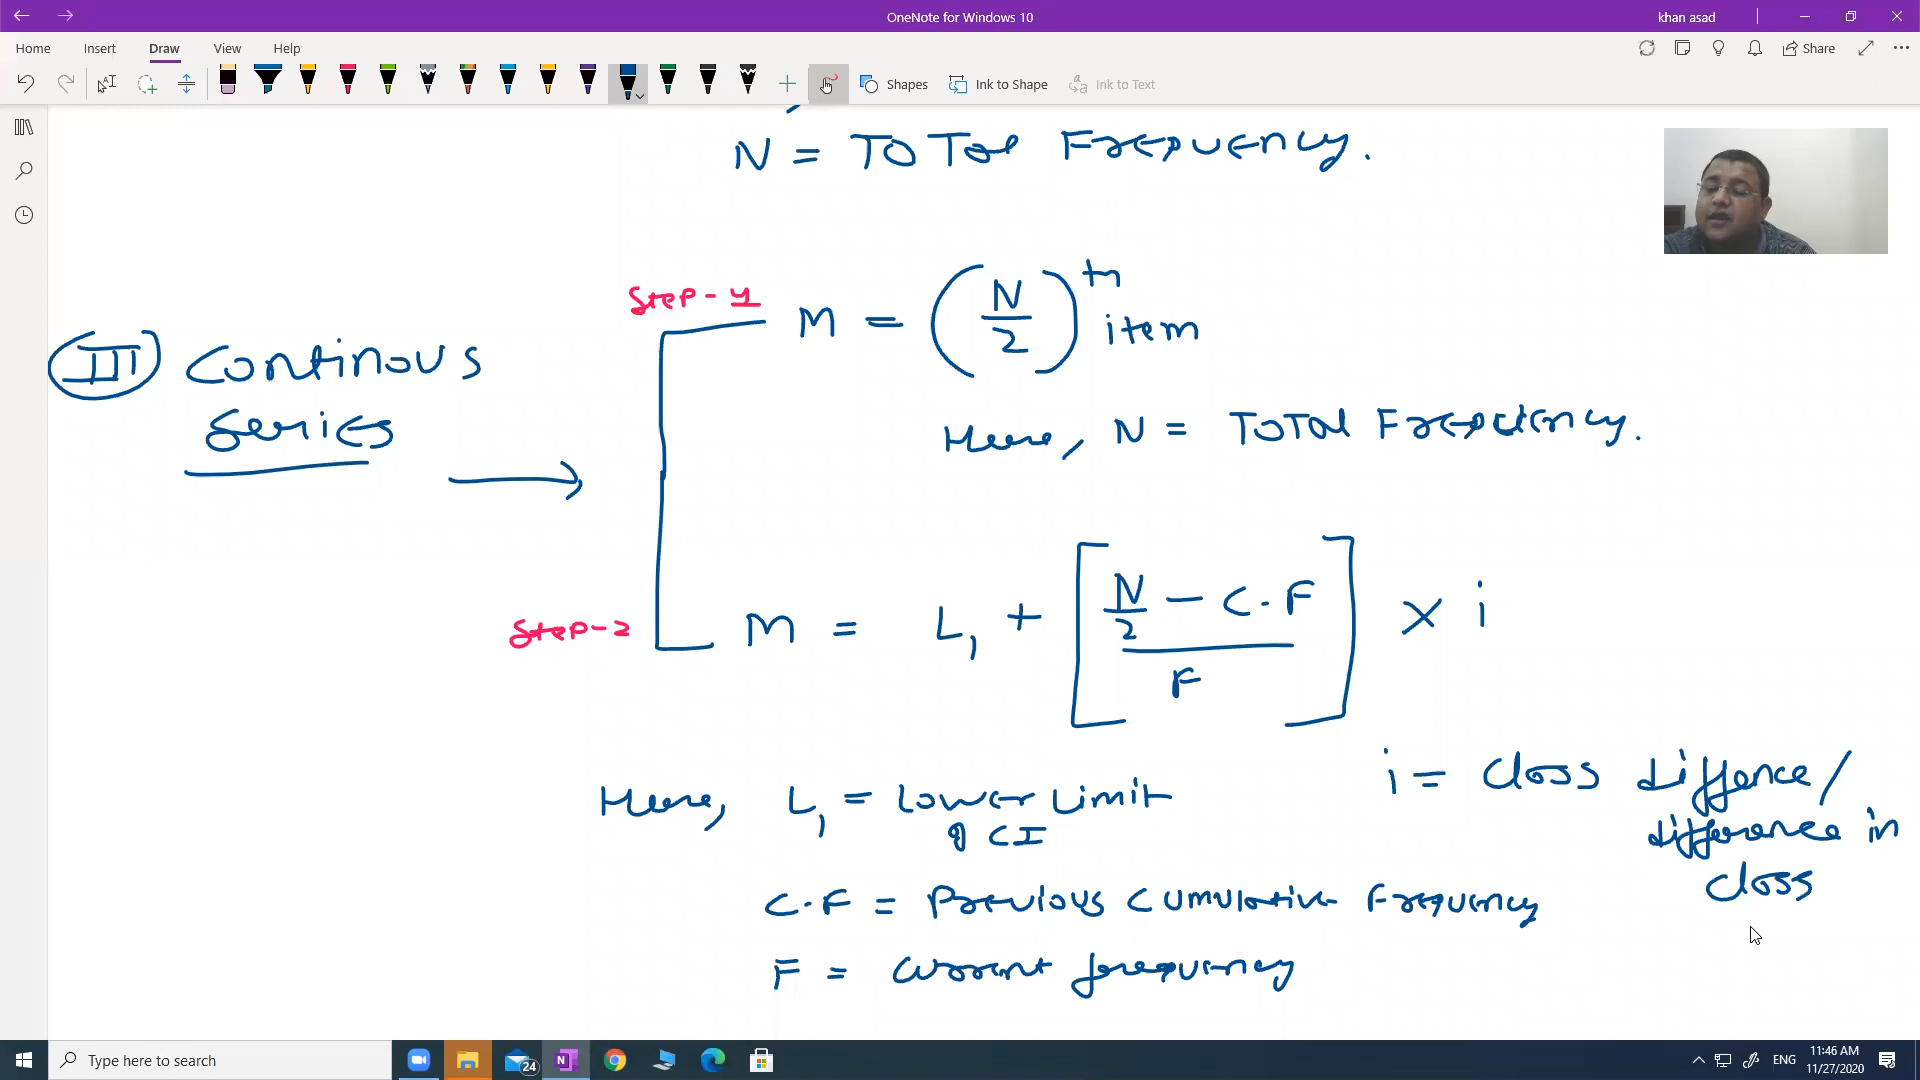 OneNote for Windows 10
khan asad
Home Insert Draw View Help
Share
Shapes Ink to Shape Ink to Text
N = Total Frequency.
Step-1
M = (N/2)th item
Here, N = Total Frequency.
III Continous
Series
Step-2
M = L1 + [N/2 - C.F / F] × i
Here, L1 = Lower Limit
of CI
i = Class diffence/
difference in
class
C.F = Previous Cumulative Frequency
F = Current frequency
Type here to search
24
ENG
11:46 AM
11/27/2020